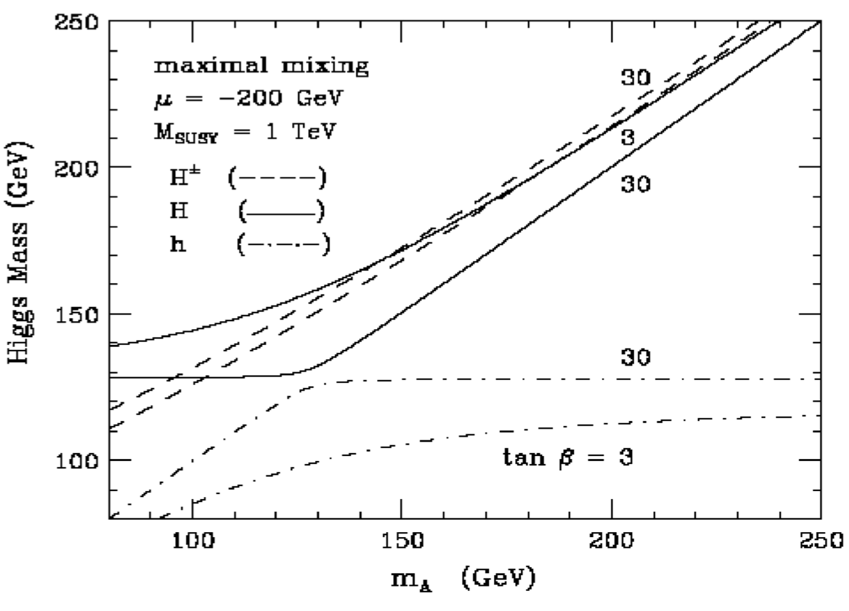 250
200
150
100
Higgs Mass (GeV)
maximal mixing
μ = −200 GeV
M_SUSY = 1 TeV
H± (-----)
H (———)
h (—·—·—)
30
3
30
30
tan β = 3
100
150
200
250
m_A (GeV)